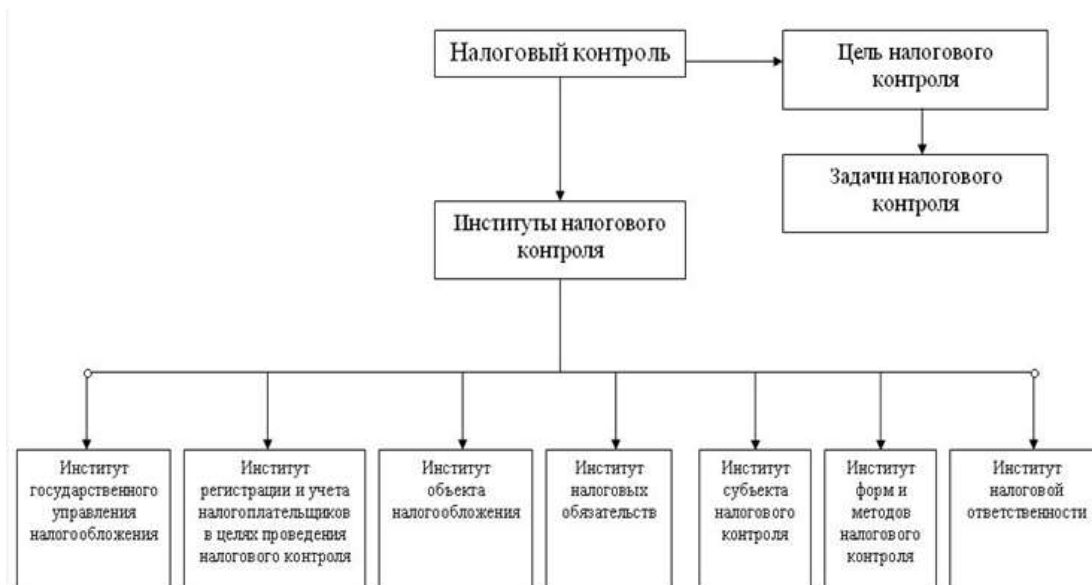 Налоговый контроль
Цель налогового
контроля
Задачи налогового
контроля
Институты налогового
контроля
Институт
государственного
управления
налогообложения
Институт
регистрации и учета
налогоплательщиков
в целях проведения
налогового контроля
Институт
объекта
налогообложения
Институт
налоговых
обязательств
Институт
субъекта
налогового
контроля
Институт
форм и
методов
налогового
контроля
Институт
налоговой
ответственности